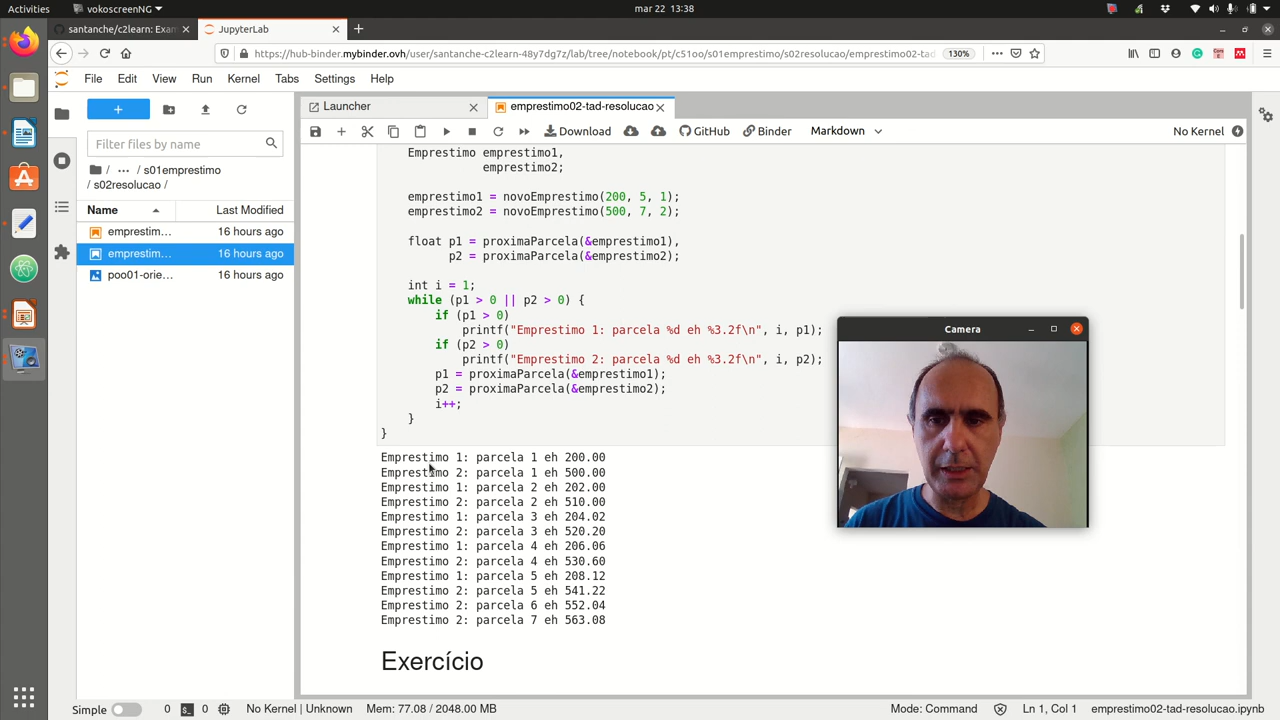 Activities
vokoscreenNG
mar 22 13:38
santanche/c2learn: Exam
JupyterLab
https://hub-binder.mybinder.ovh/user/santanche-c2learn-48y7dg7z/lab/tree/notebook/pt/c51oo/s01emprestimo/s02resolucao/emprestimo02-tad-
130%
File Edit View Run Kernel Tabs Settings Help
Launcher
emprestimo02-tad-resolucao
Download
GitHub
Binder
Markdown
No Kernel
Filter files by name
/ ... / s01emprestimo
/ s02resolucao /
Name
Last Modified
emprestim...
16 hours ago
emprestim...
16 hours ago
poo01-orie...
16 hours ago
Emprestimo emprestimo1,
emprestimo2;
emprestimo1 = novoEmprestimo(200, 5, 1);
emprestimo2 = novoEmprestimo(500, 7, 2);
float p1 = proximaParcela(&emprestimo1),
p2 = proximaParcela(&emprestimo2);
int i = 1;
while (p1 > 0 || p2 > 0) {
if (p1 > 0)
printf("Emprestimo 1: parcela %d eh %3.2f\n", i, p1);
if (p2 > 0)
printf("Emprestimo 2: parcela %d eh %3.2f\n", i, p2);
p1 = proximaParcela(&emprestimo1);
p2 = proximaParcela(&emprestimo2);
i++;
}
}
Camera
Emprestimo 1: parcela 1 eh 200.00
Emprestimo 2: parcela 1 eh 500.00
Emprestimo 1: parcela 2 eh 202.00
Emprestimo 2: parcela 2 eh 510.00
Emprestimo 1: parcela 3 eh 204.02
Emprestimo 2: parcela 3 eh 520.20
Emprestimo 1: parcela 4 eh 206.06
Emprestimo 2: parcela 4 eh 530.60
Emprestimo 1: parcela 5 eh 208.12
Emprestimo 2: parcela 5 eh 541.22
Emprestimo 2: parcela 6 eh 552.04
Emprestimo 2: parcela 7 eh 563.08
Exercício
Simple
0
0
No Kernel | Unknown
Mem: 77.08 / 2048.00 MB
Mode: Command
Ln 1, Col 1
emprestimo02-tad-resolucao.ipynb